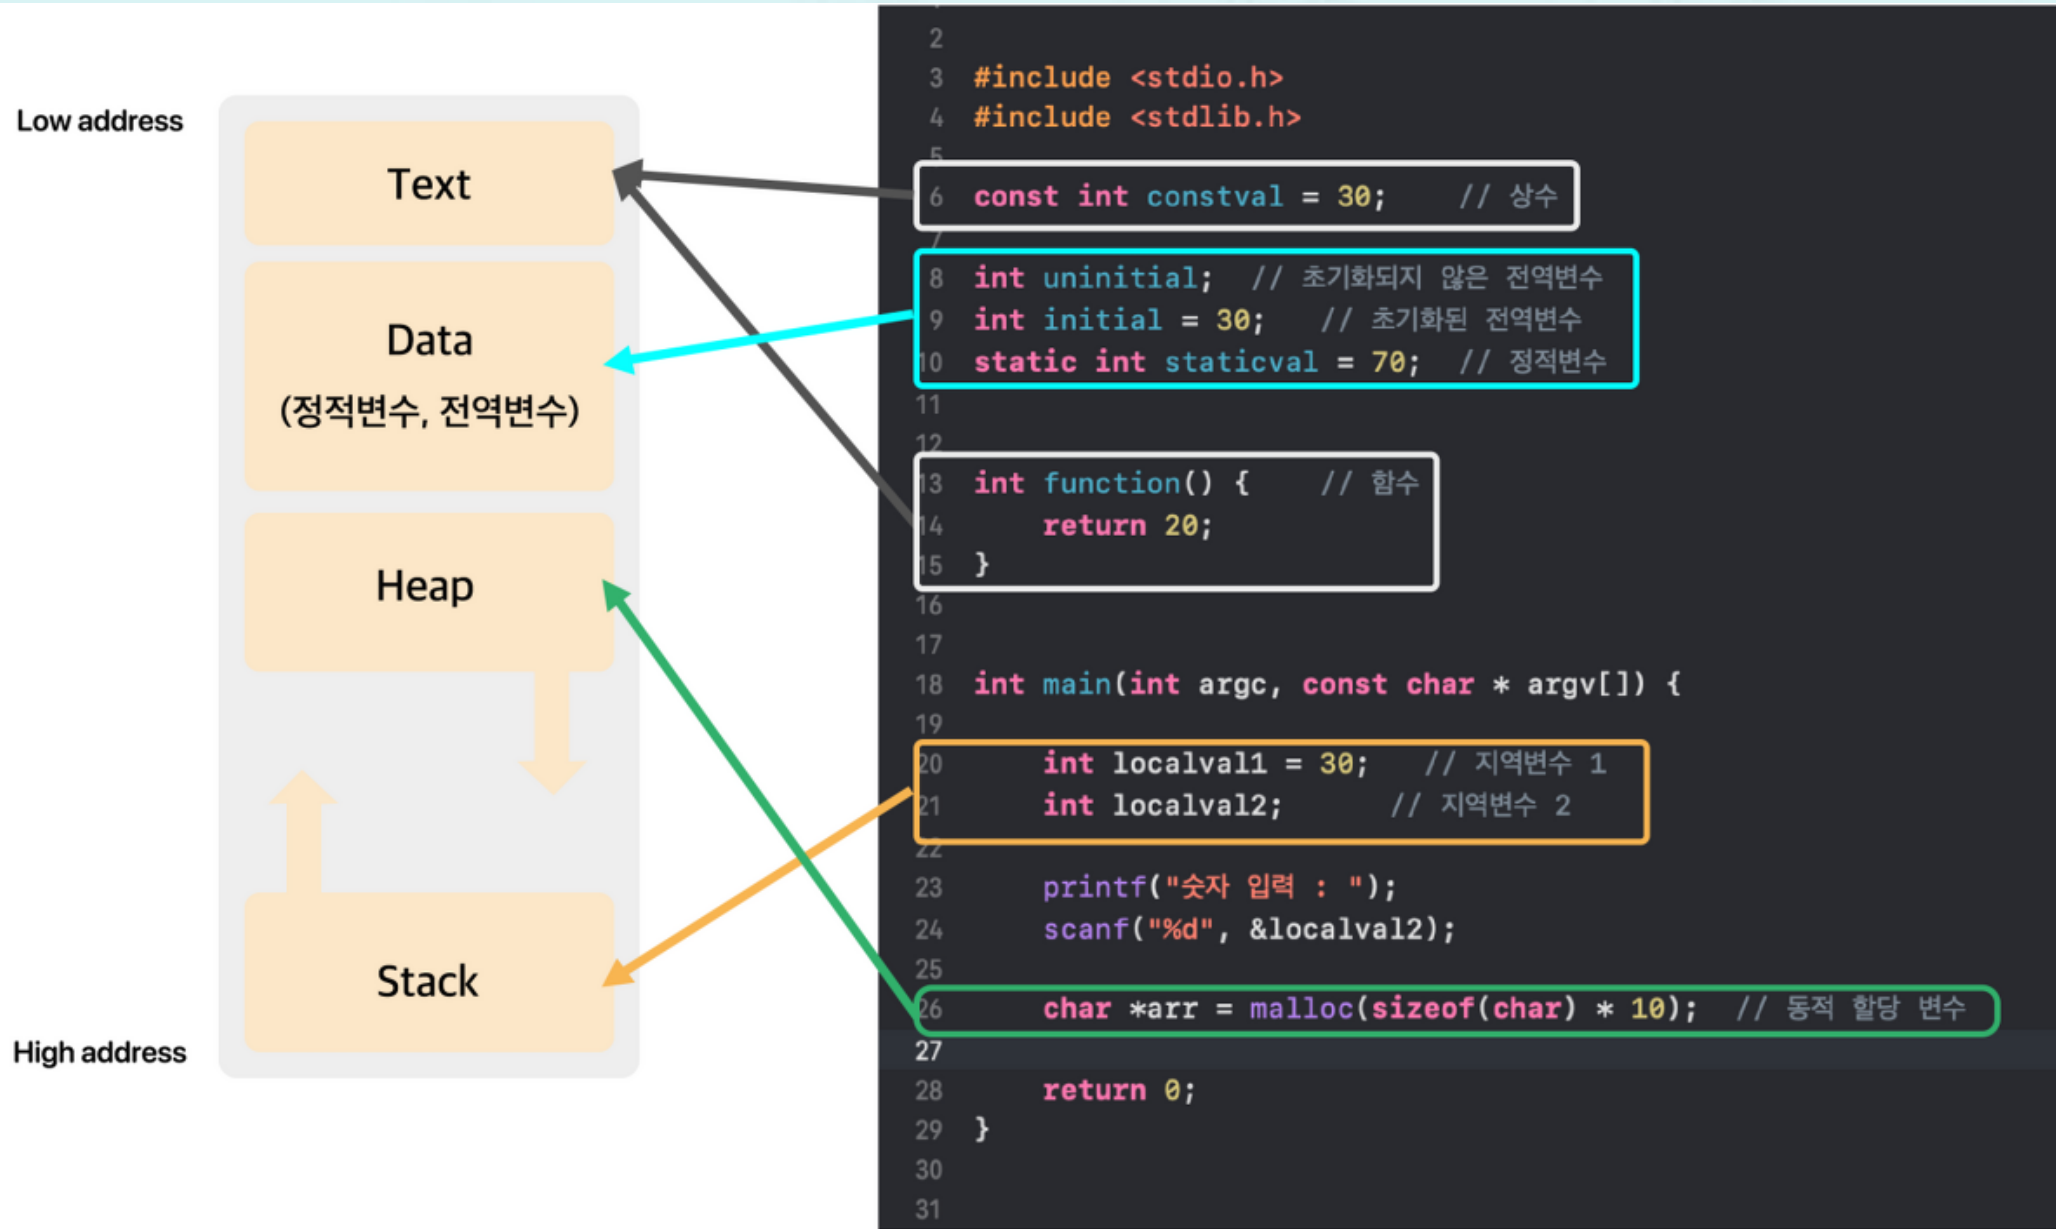 Low address
Text
Data
(정적변수, 전역변수)
Heap
Stack
High address
2
3 #include <stdio.h>
4 #include <stdlib.h>
5
6 const int constval = 30; // 상수
7
8 int uninitial; // 초기화되지 않은 전역변수
9 int initial = 30; // 초기화된 전역변수
10 static int staticval = 70; // 정적변수
11
12
13 int function() { // 함수
14 return 20;
15 }
16
17
18 int main(int argc, const char * argv[]) {
19
20 int localval1 = 30; // 지역변수 1
21 int localval2; // 지역변수 2
22
23 printf("숫자 입력 : ");
24 scanf("%d", &localval2);
25
26 char *arr = malloc(sizeof(char) * 10); // 동적 할당 변수
27
28 return 0;
29 }
30
31